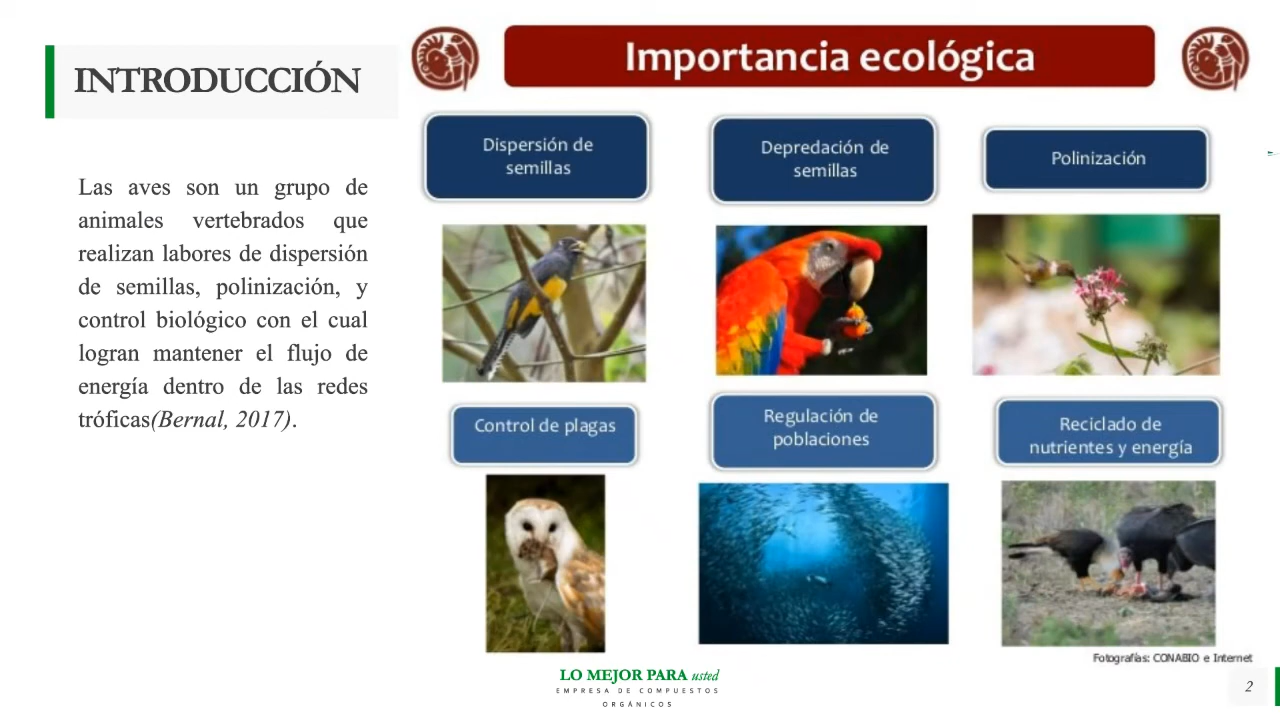 INTRODUCCIÓN
Las aves son un grupo de
animales vertebrados que
realizan labores de dispersión
de semillas, polinización, y
control biológico con el cual
logran mantener el flujo de
energía dentro de las redes
tróficas(Bernal, 2017).
Importancia ecológica
Dispersión de
semillas
Depredación de
semillas
Polinización
Control de plagas
Regulación de
poblaciones
Reciclado de
nutrientes y energía
Fotografías: CONABIO e Internet
LO MEJOR PARA usted
EMPRESA DE COMPUESTOS
ORGÁNICOS
2